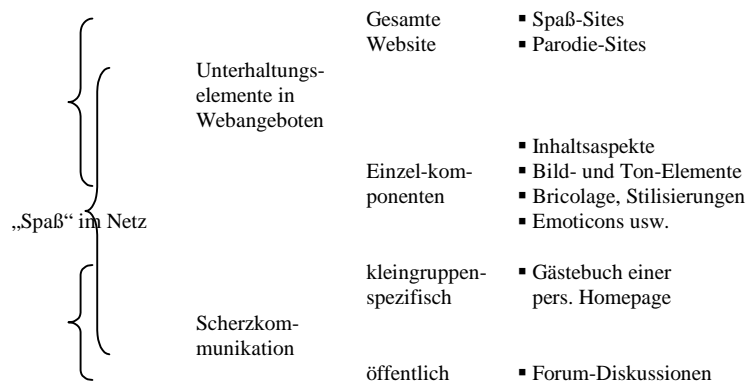 Gesamte ▪ Spaß-Sites
Website ▪ Parodie-Sites
Unterhaltungs-
elemente in
Webangeboten
▪ Inhaltsaspekte
Einzel-kom- ▪ Bild- und Ton-Elemente
ponenten ▪ Bricolage, Stilisierungen
▪ Emoticons usw.
„Spaß“ im Netz
kleingruppen- ▪ Gästebuch einer
spezifisch pers. Homepage
Scherzkom-
munikation
öffentlich ▪ Forum-Diskussionen